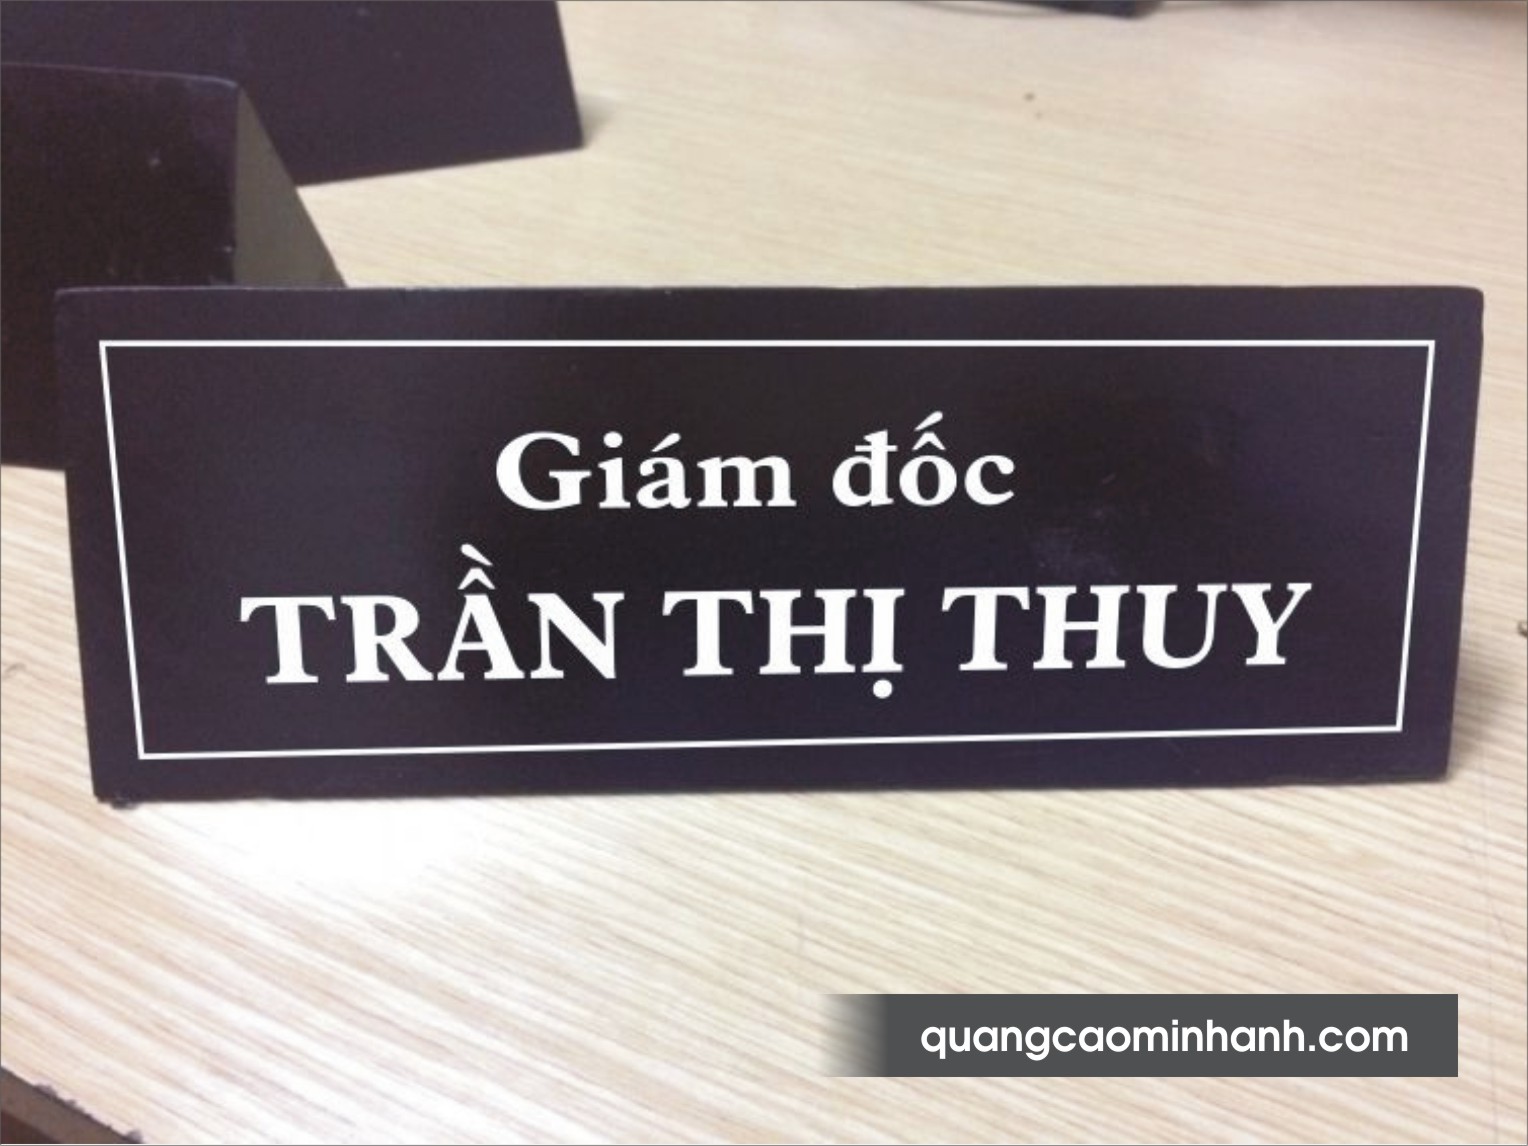 Giám đốc
TRẦN THỊ THUY
quangcaominhanh.com